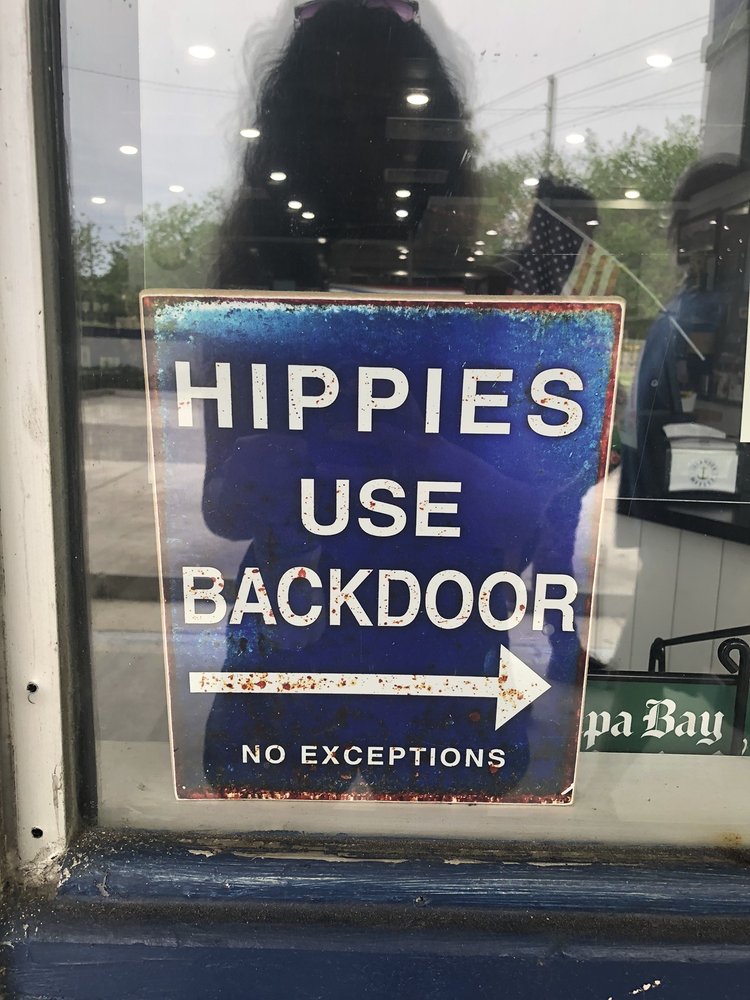 HIPPIES
USE
BACKDOOR
NO EXCEPTIONS
pa Bay